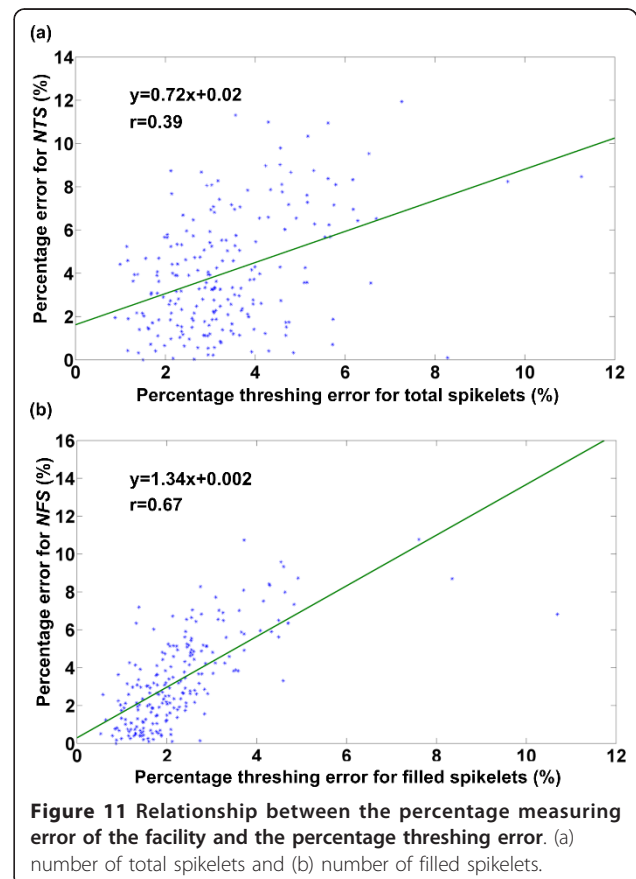 (a)
14
12
10
8
6
4
2
0
Percentage error for NTS (%)
y=0.72x+0.02
r=0.39
2 4 6 8 10 12
Percentage threshing error for total spikelets (%)
(b)
16
14
12
10
8
6
4
2
0
Percentage error for NFS (%)
y=1.34x+0.002
r=0.67
0 2 4 6 8 10 12
Percentage threshing error for filled spikelets (%)
Figure 11 Relationship between the percentage measuring
error of the facility and the percentage threshing error. (a)
number of total spikelets and (b) number of filled spikelets.